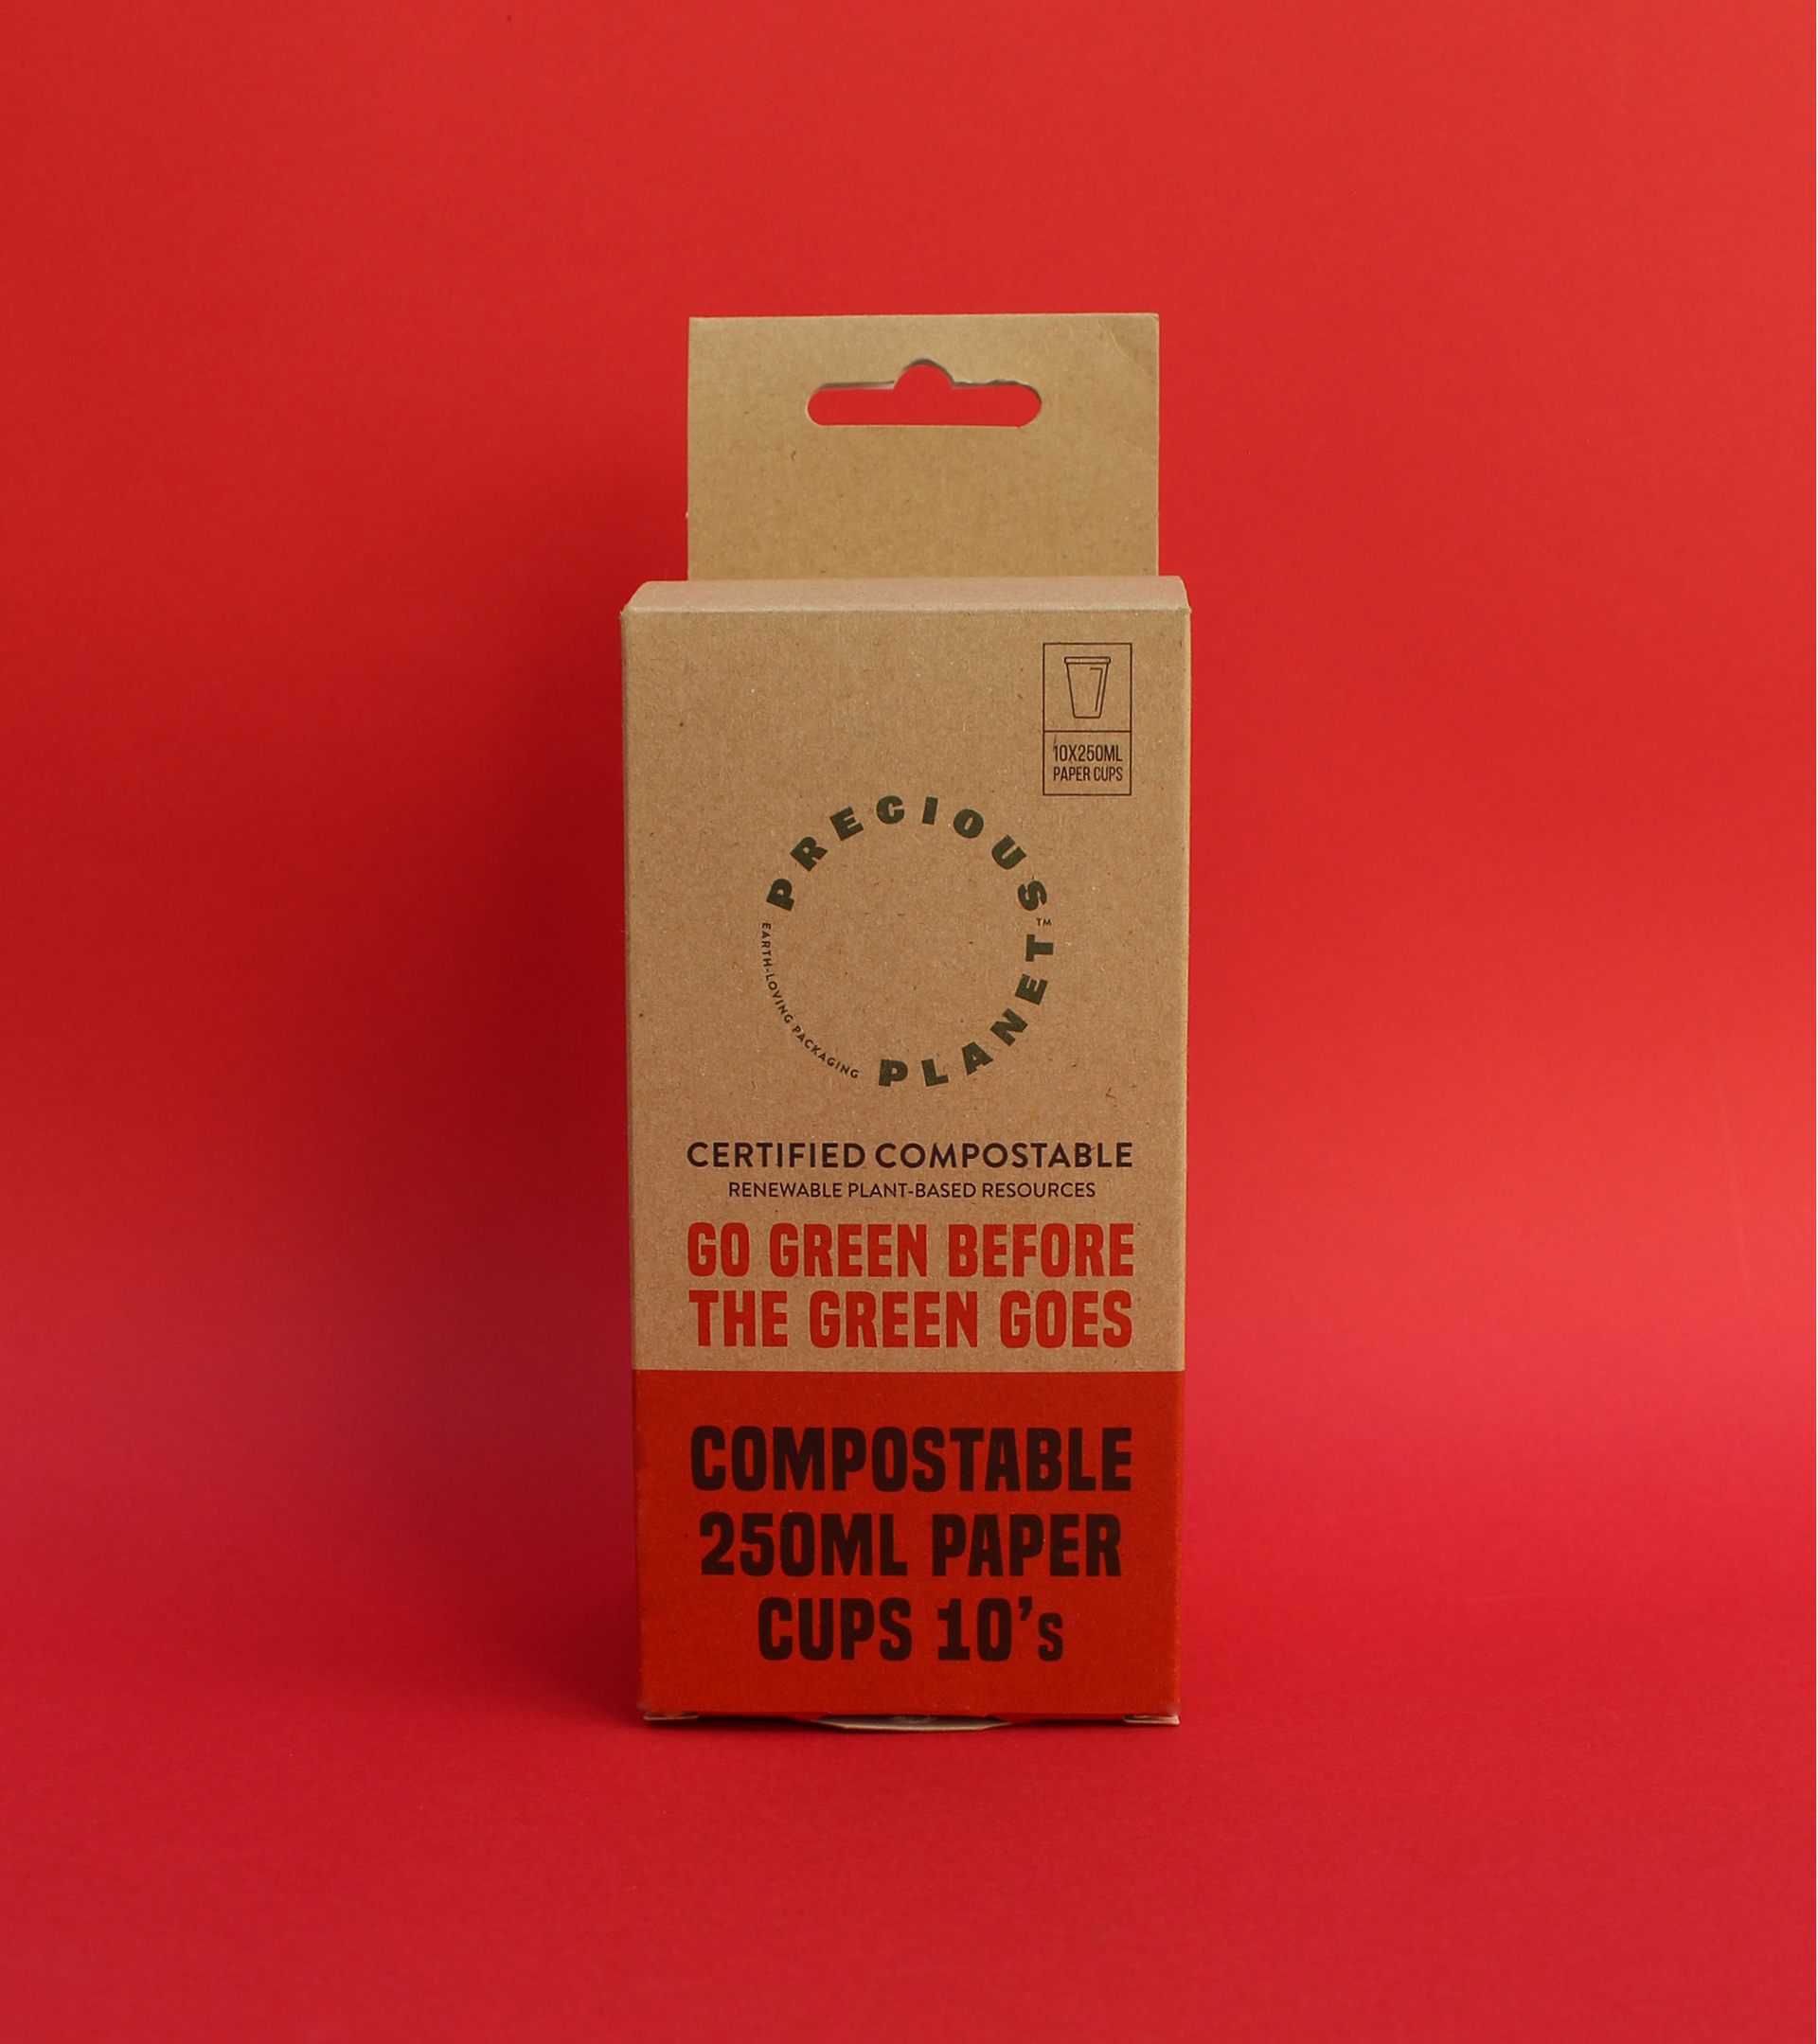 10X250ML
PAPER CUPS
PRECIOUS
PLANET™
EARTH-LOVING PACKAGING
CERTIFIED COMPOSTABLE
RENEWABLE PLANT-BASED RESOURCES
GO GREEN BEFORE
THE GREEN GOES
COMPOSTABLE
250ML PAPER
CUPS 10's